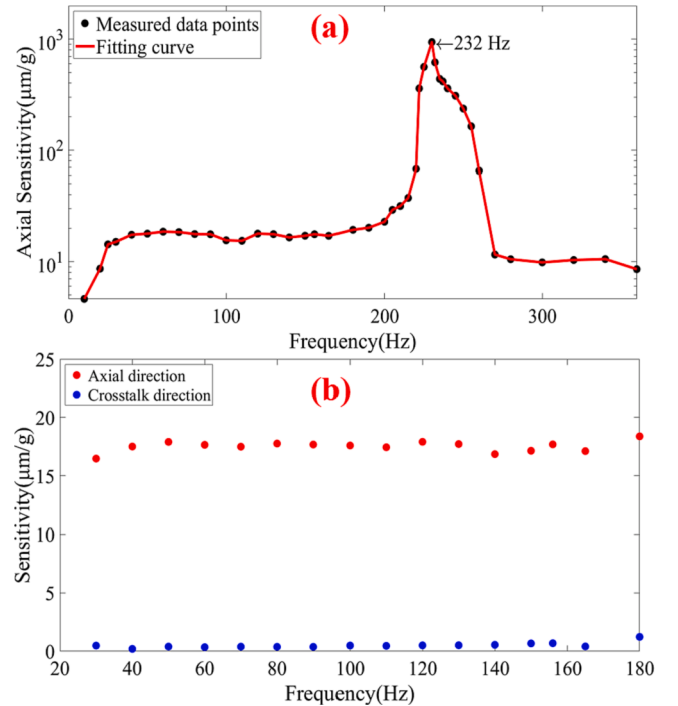 (a)
Measured data points
Fitting curve
←232 Hz
Axial Sensitivity(μm/g)
10³
10²
10¹
0 100 200 300
Frequency(Hz)
(b)
Axial direction
Crosstalk direction
Sensitivity(μm/g)
25
20
15
10
5
0
20 40 60 80 100 120 140 160 180
Frequency(Hz)